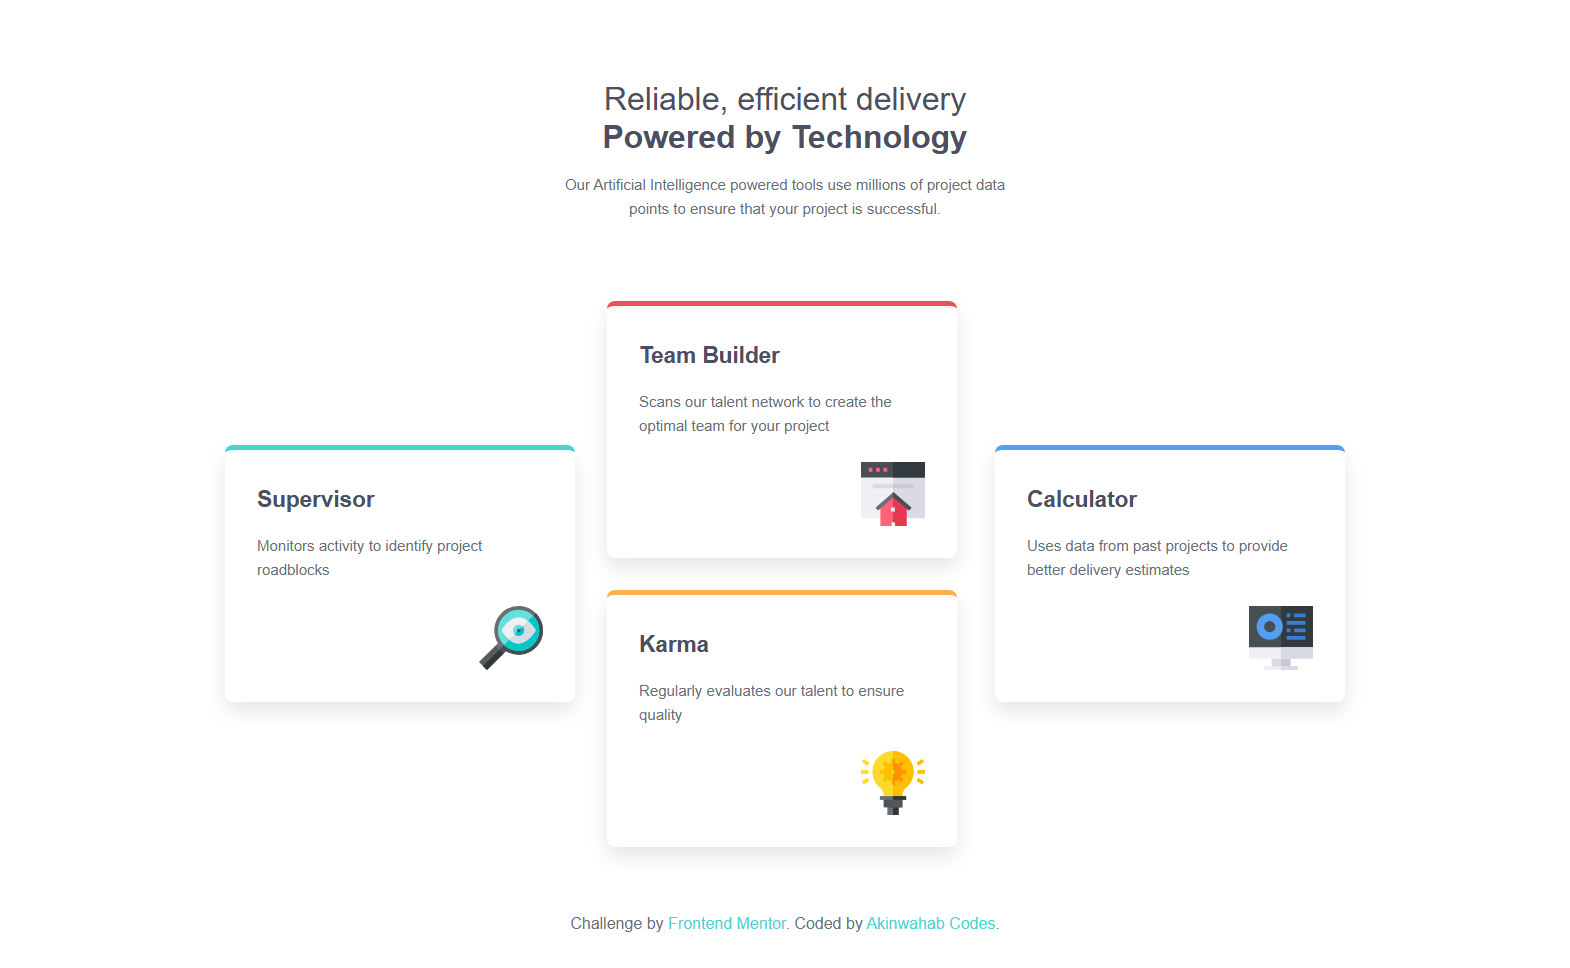 Reliable, efficient delivery
Powered by Technology
Our Artificial Intelligence powered tools use millions of project data
points to ensure that your project is successful.
Team Builder
Scans our talent network to create the
optimal team for your project
Supervisor
Monitors activity to identify project
roadblocks
Calculator
Uses data from past projects to provide
better delivery estimates
Karma
Regularly evaluates our talent to ensure
quality
Challenge by Frontend Mentor. Coded by Akinwahab Codes.